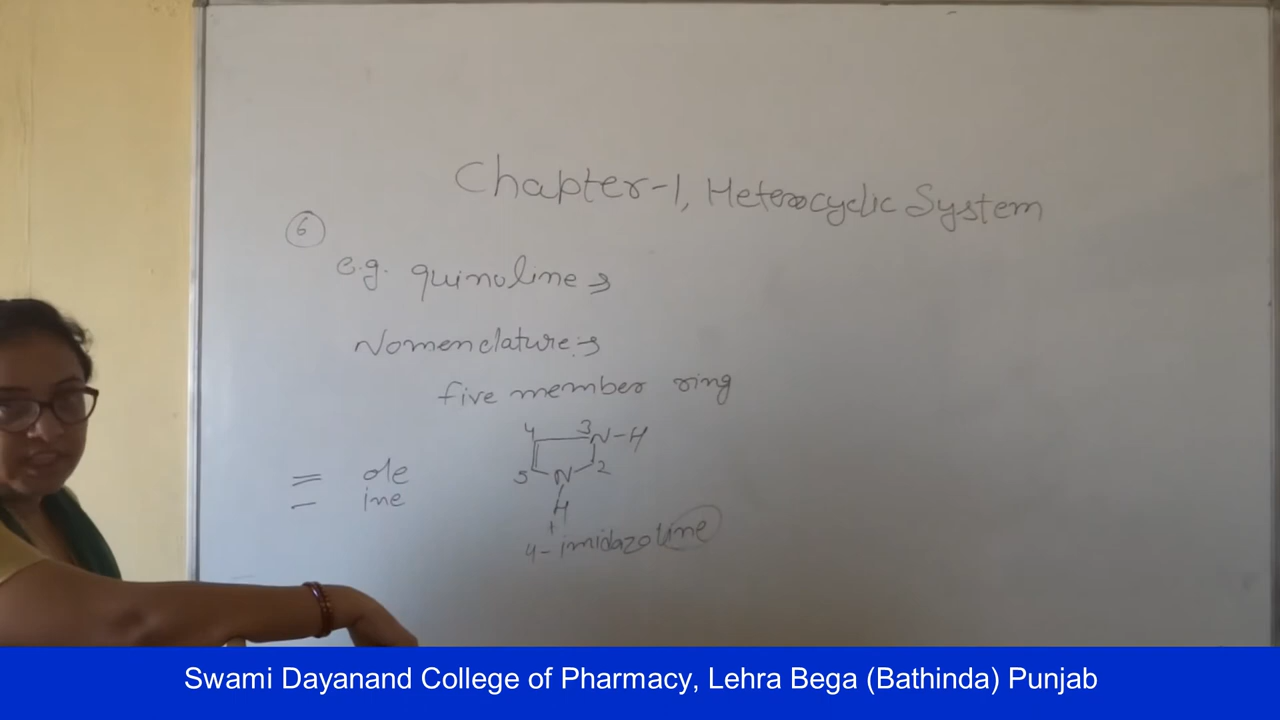 Chapter-1, Heterocyclic System
6
e.g. quinoline →
Nomenclature:→
five member ring
4 3 N-H
= ole
- ine
5 N 2
H
1
4-imidazoline
Swami Dayanand College of Pharmacy, Lehra Bega (Bathinda) Punjab